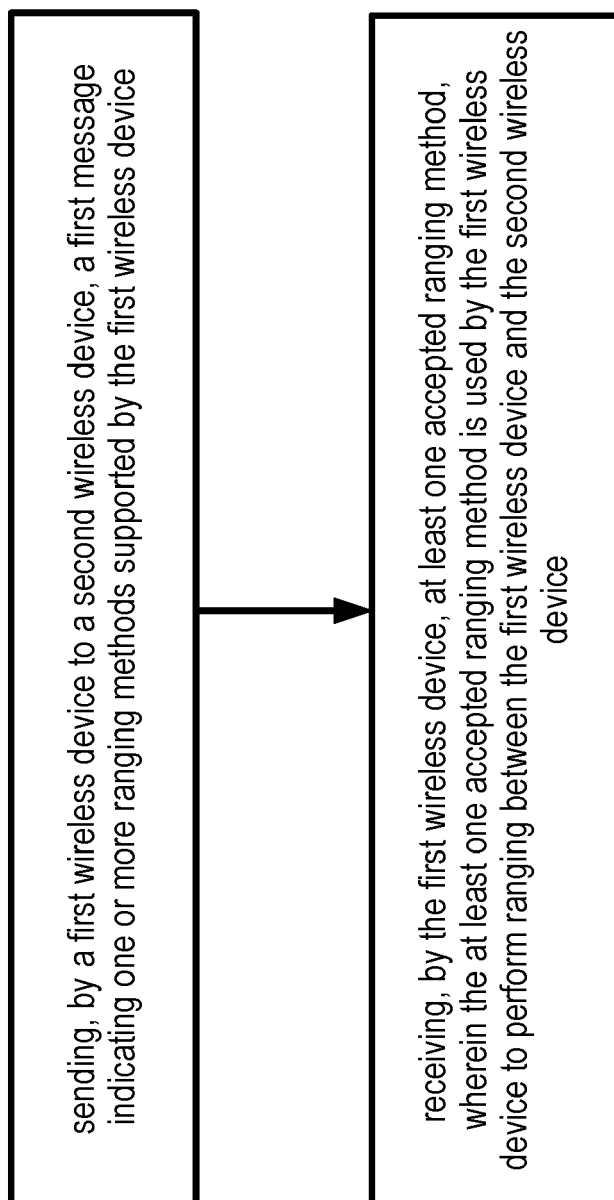 sending, by a first wireless device to a second wireless device, a first message
indicating one or more ranging methods supported by the first wireless device
receiving, by the first wireless device, at least one accepted ranging method,
wherein the at least one accepted ranging method is used by the first wireless
device to perform ranging between the first wireless device and the second wireless
device